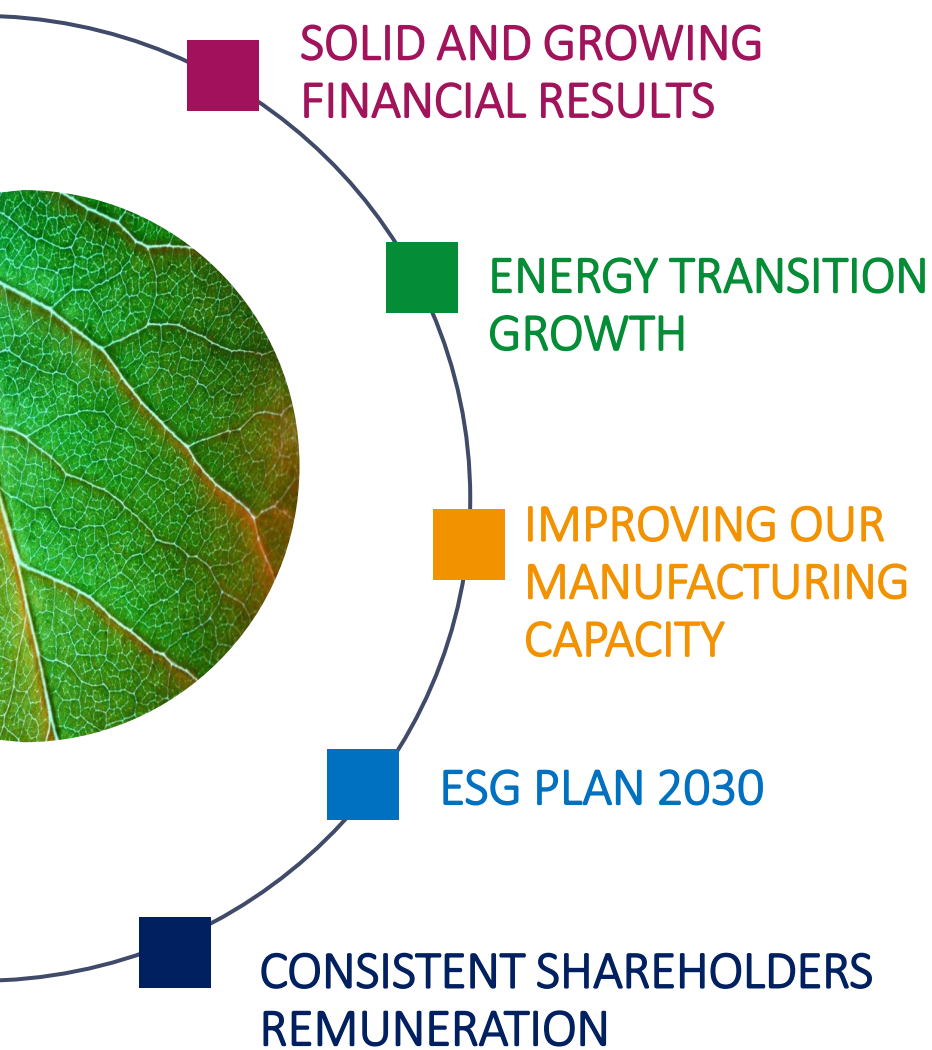 SOLID AND GROWING
FINANCIAL RESULTS
ENERGY TRANSITION
GROWTH
IMPROVING OUR
MANUFACTURING
CAPACITY
ESG PLAN 2030
CONSISTENT SHAREHOLDERS
REMUNERATION